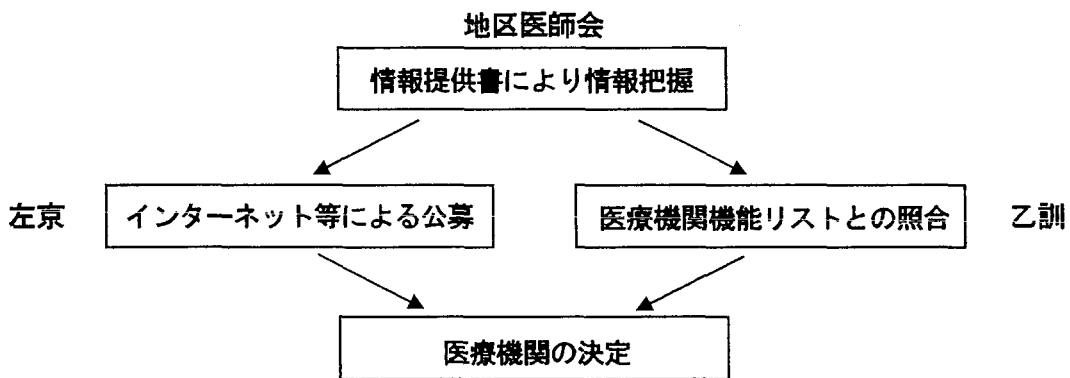 地区医師会
情報提供書により情報把握
左京
インターネット等による公募
医療機関機能リストとの照合
乙訓
医療機関の決定